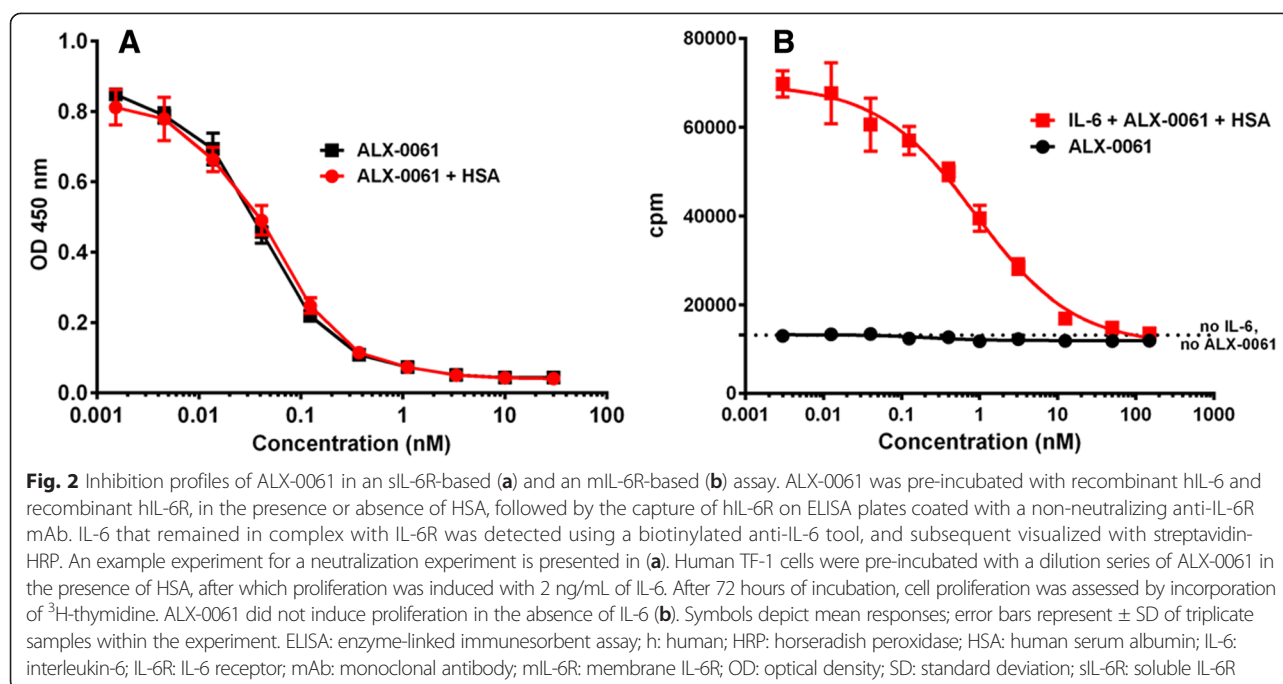 A
1.0
0.8
0.6
0.4
0.2
0.0
OD 450 nm
ALX-0061
ALX-0061 + HSA
0.001 0.01 0.1 1 10 100
Concentration (nM)
B
80000
60000
40000
20000
0
cpm
IL-6 + ALX-0061 + HSA
ALX-0061
no IL-6,
no ALX-0061
0.001 0.01 0.1 1 10 100 1000
Concentration (nM)
Fig. 2 Inhibition profiles of ALX-0061 in an sIL-6R-based (a) and an mIL-6R-based (b) assay. ALX-0061 was pre-incubated with recombinant hIL-6 and
recombinant hIL-6R, in the presence or absence of HSA, followed by the capture of hIL-6R on ELISA plates coated with a non-neutralizing anti-IL-6R
mAb. IL-6 that remained in complex with IL-6R was detected using a biotinylated anti-IL-6 tool, and subsequent visualized with streptavidin-
HRP. An example experiment for a neutralization experiment is presented in (a). Human TF-1 cells were pre-incubated with a dilution series of ALX-0061 in
the presence of HSA, after which proliferation was induced with 2 ng/mL of IL-6. After 72 hours of incubation, cell proliferation was assessed by incorporation
of ³H-thymidine. ALX-0061 did not induce proliferation in the absence of IL-6 (b). Symbols depict mean responses; error bars represent ± SD of triplicate
samples within the experiment. ELISA: enzyme-linked immunesorbent assay; h: human; HRP: horseradish peroxidase; HSA: human serum albumin; IL-6:
interleukin-6; IL-6R: IL-6 receptor; mAb: monoclonal antibody; mIL-6R: membrane IL-6R; OD: optical density; SD: standard deviation; sIL-6R: soluble IL-6R